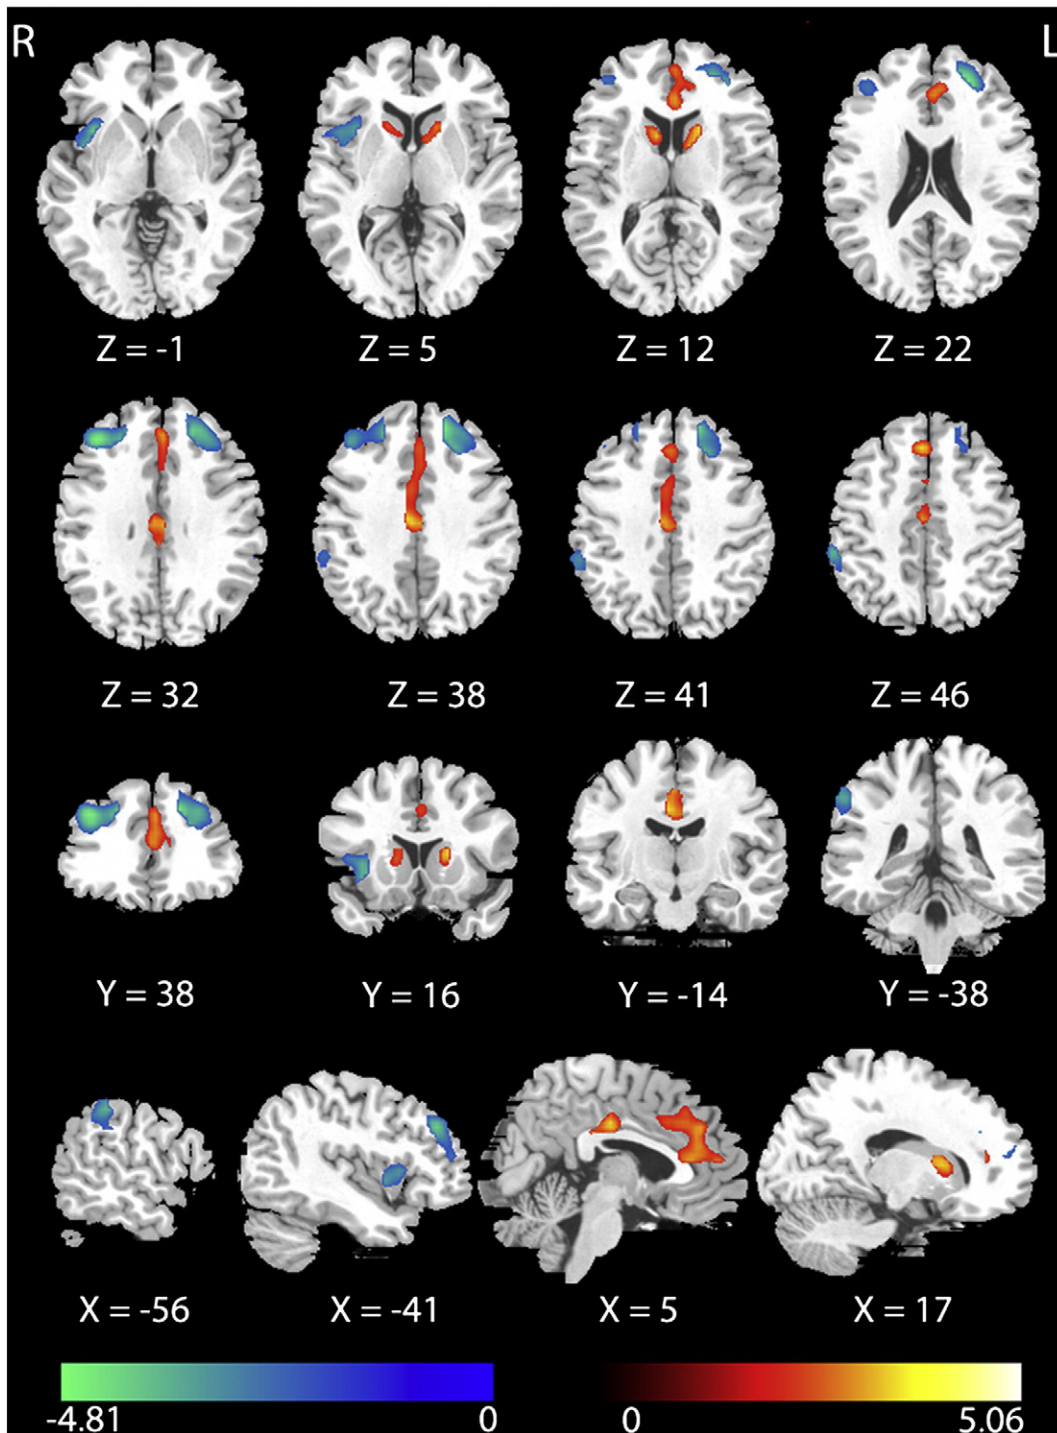 R L
Z = -1 Z = 5 Z = 12 Z = 22
Z = 32 Z = 38 Z = 41 Z = 46
Y = 38 Y = 16 Y = -14 Y = -38
X = -56 X = -41 X = 5 X = 17
-4.81 0 0 5.06